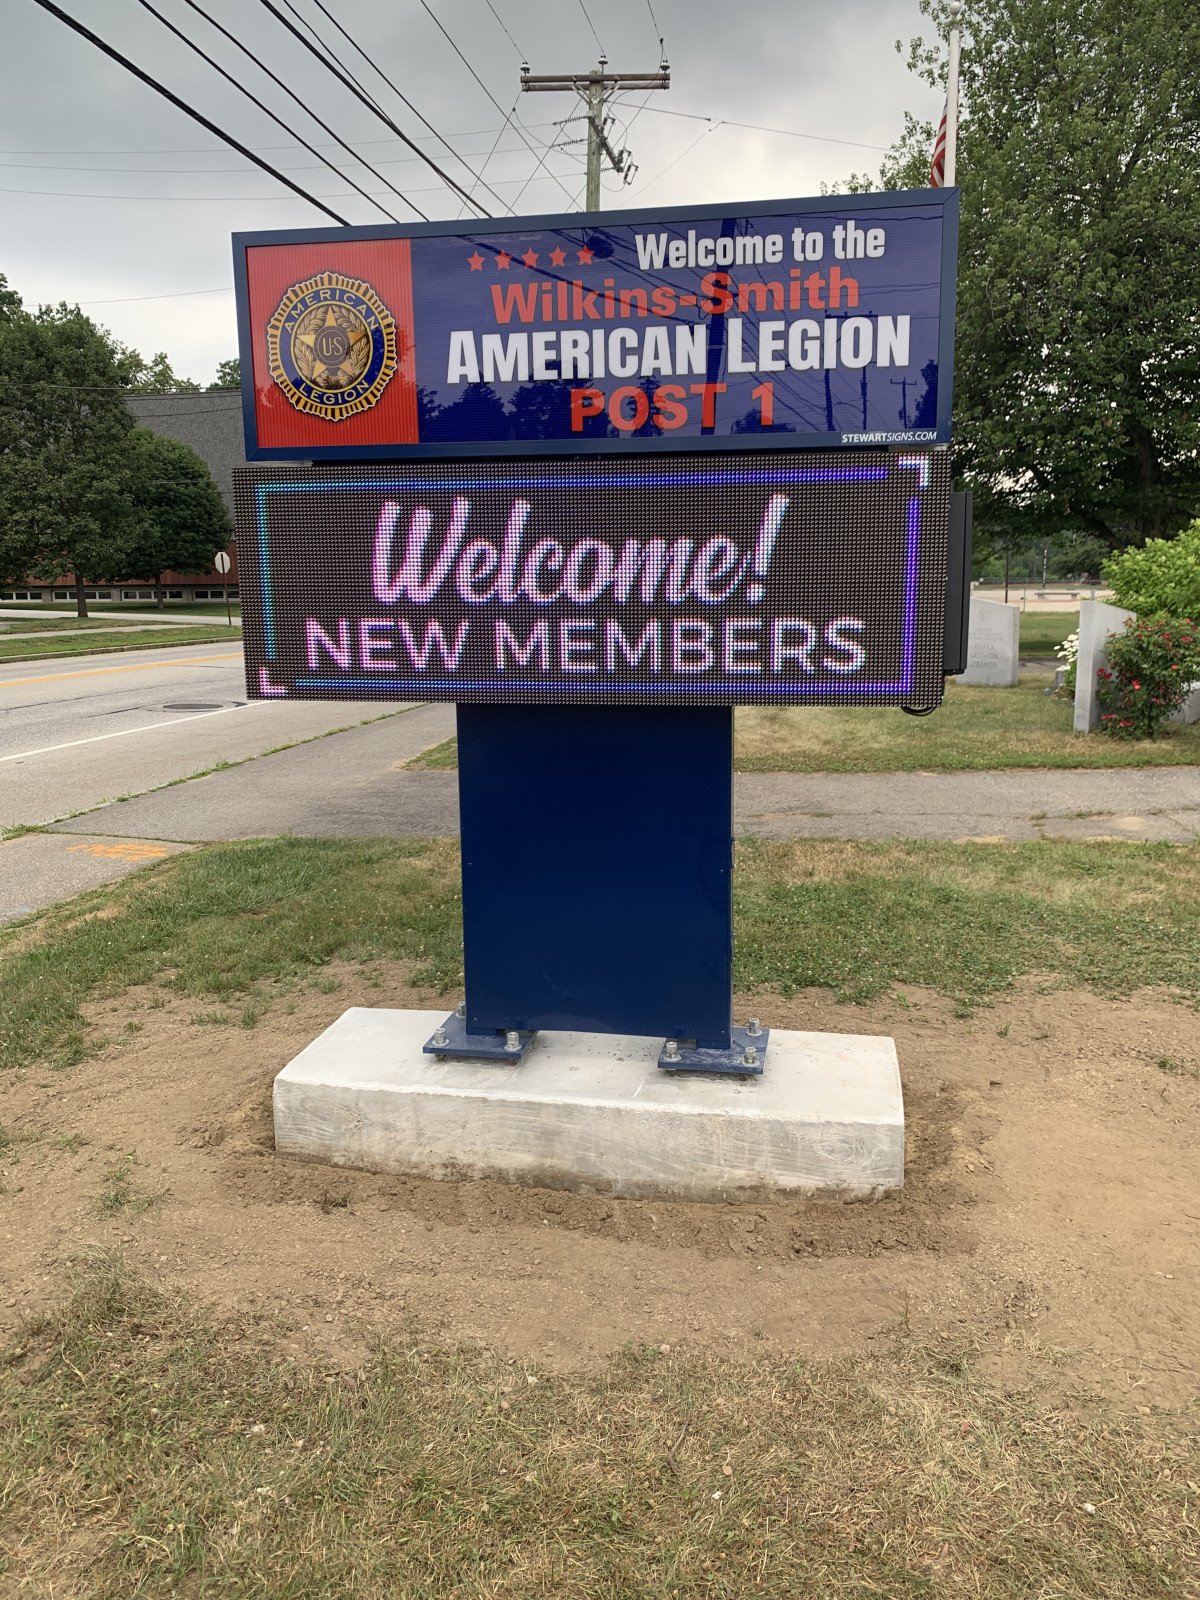 AMERICAN
US
LEGION
★★★★★ Welcome to the
Wilkins-Smith
AMERICAN LEGION
POST 1
STEWARTSIGNS.COM
Welcome!
NEW MEMBERS